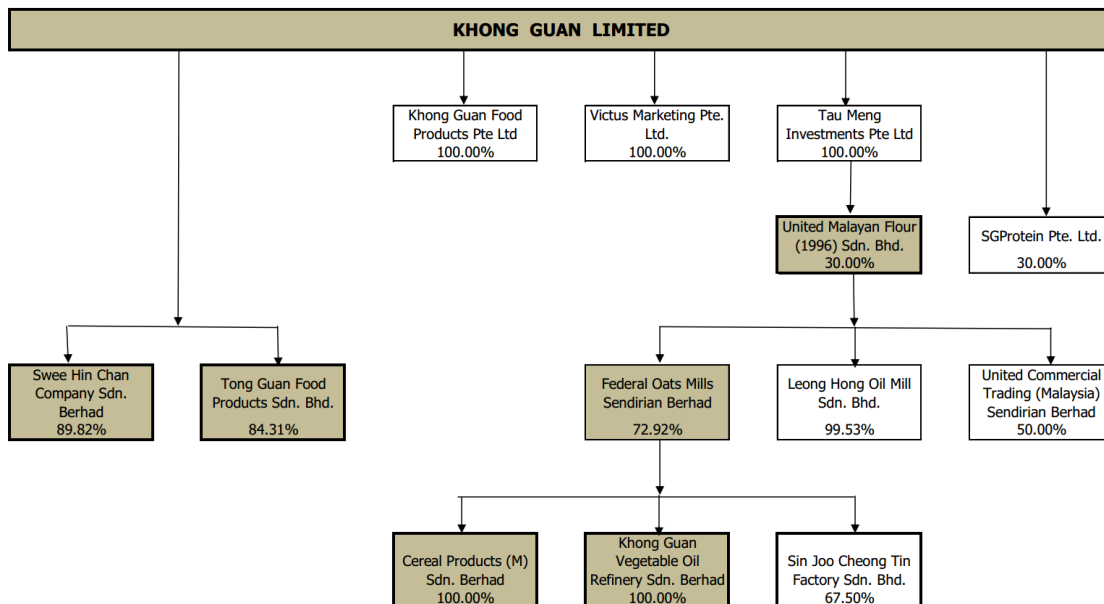 KHONG GUAN LIMITED
Khong Guan Food
Products Pte Ltd
100.00%
Victus Marketing Pte.
Ltd.
100.00%
Tau Meng
Investments Pte Ltd
100.00%
United Malayan Flour
(1996) Sdn. Bhd.
30.00%
SGProtein Pte. Ltd.
30.00%
Swee Hin Chan
Company Sdn.
Berhad
89.82%
Tong Guan Food
Products Sdn. Bhd.
84.31%
Federal Oats Mills
Sendirian Berhad
72.92%
Leong Hong Oil Mill
Sdn. Bhd.
99.53%
United Commercial
Trading (Malaysia)
Sendirian Berhad
50.00%
Cereal Products (M)
Sdn. Berhad
100.00%
Khong Guan
Vegetable Oil
Refinery Sdn. Berhad
100.00%
Sin Joo Cheong Tin
Factory Sdn. Bhd.
67.50%